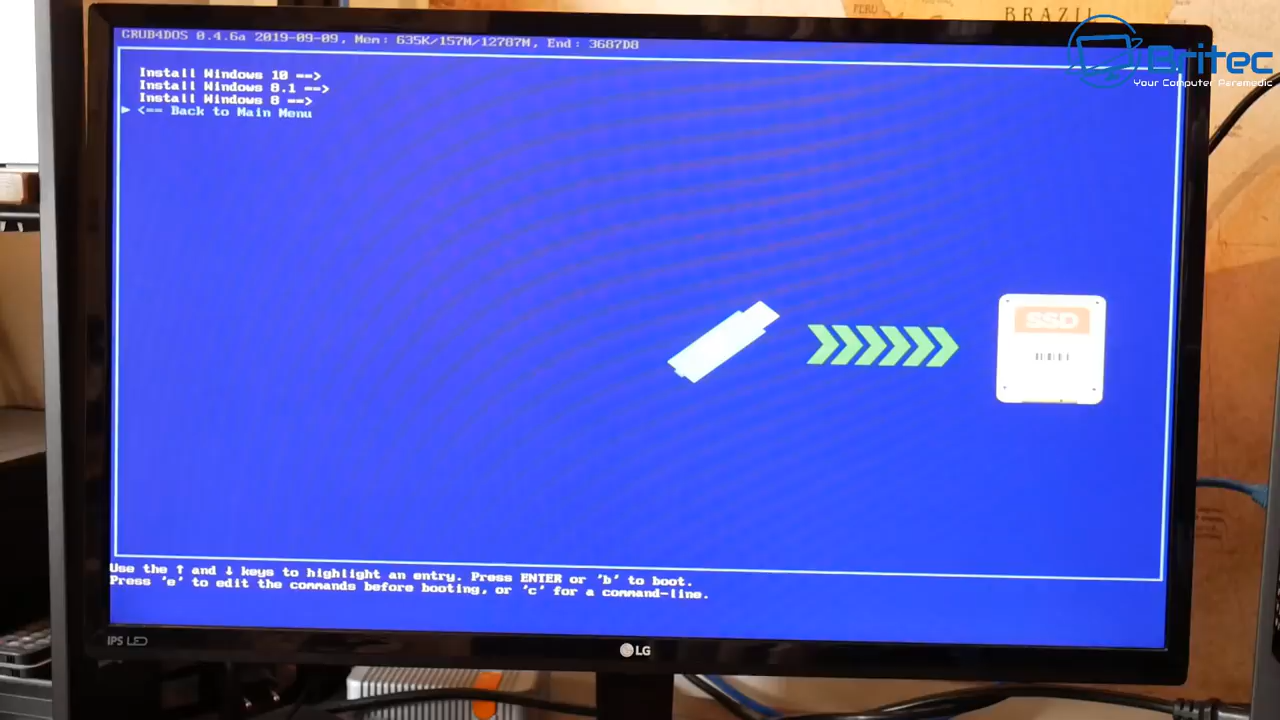 PERU
BRAZIL
Britec
Your Computer Paramedic
GRUB4DOS 0.4.6a 2019-09-09, Mem: 635K/157M/12787M, End: 3687D8
Install Windows 10 ==>
Install Windows 8.1 ==>
Install Windows 8 ==>
<== Back to Main Menu
SSD
Use the ↑ and ↓ keys to highlight an entry. Press ENTER or 'b' to boot.
Press 'e' to edit the commands before booting, or 'c' for a command-line.
IPS LED
LG